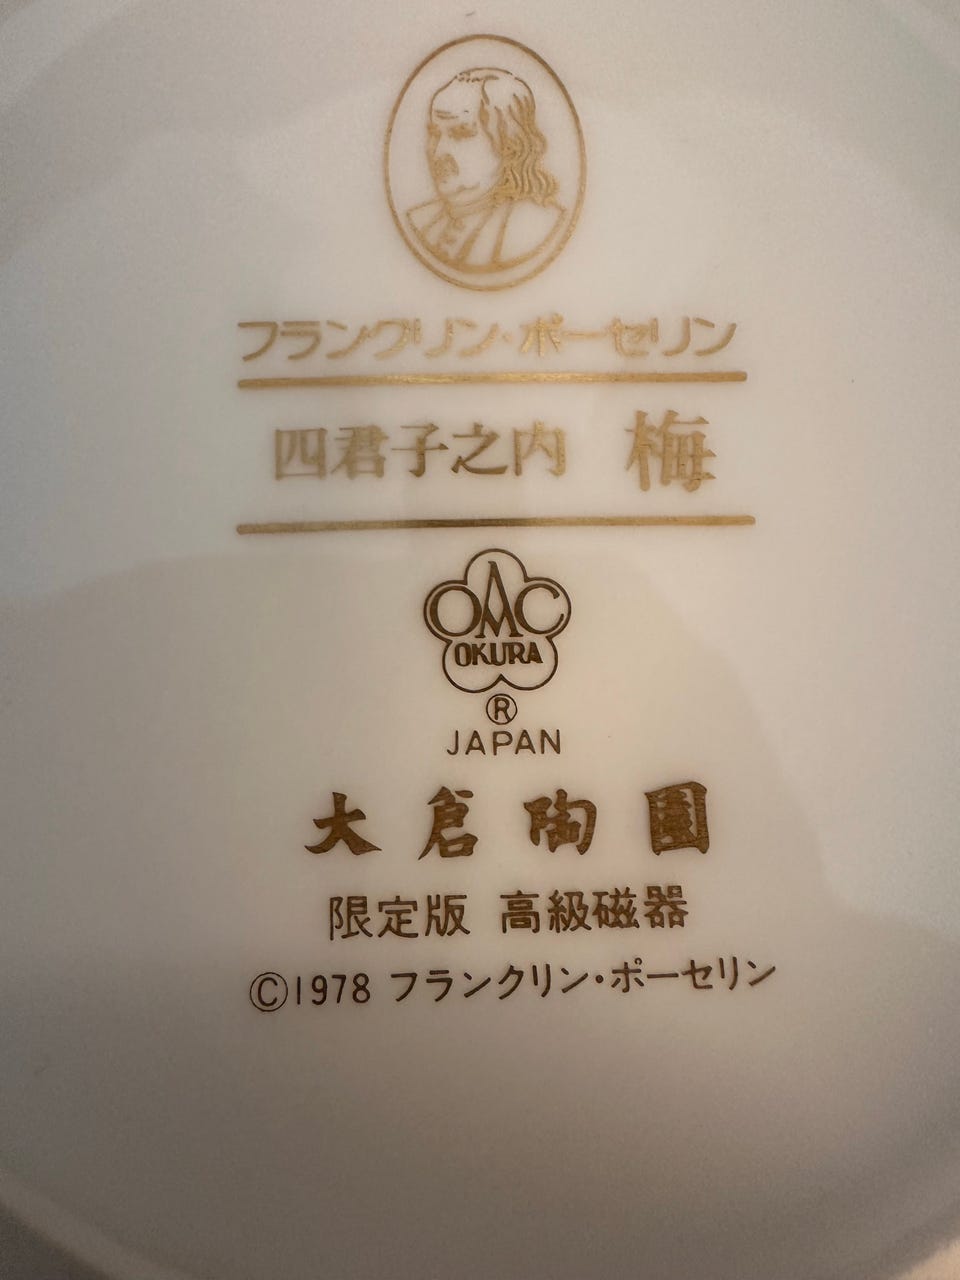 フランクリン・ポーセリン
四君子之内 梅
OAC
OKURA
®
JAPAN
大倉陶園
限定版 高級磁器
©1978 フランクリン・ポーセリン